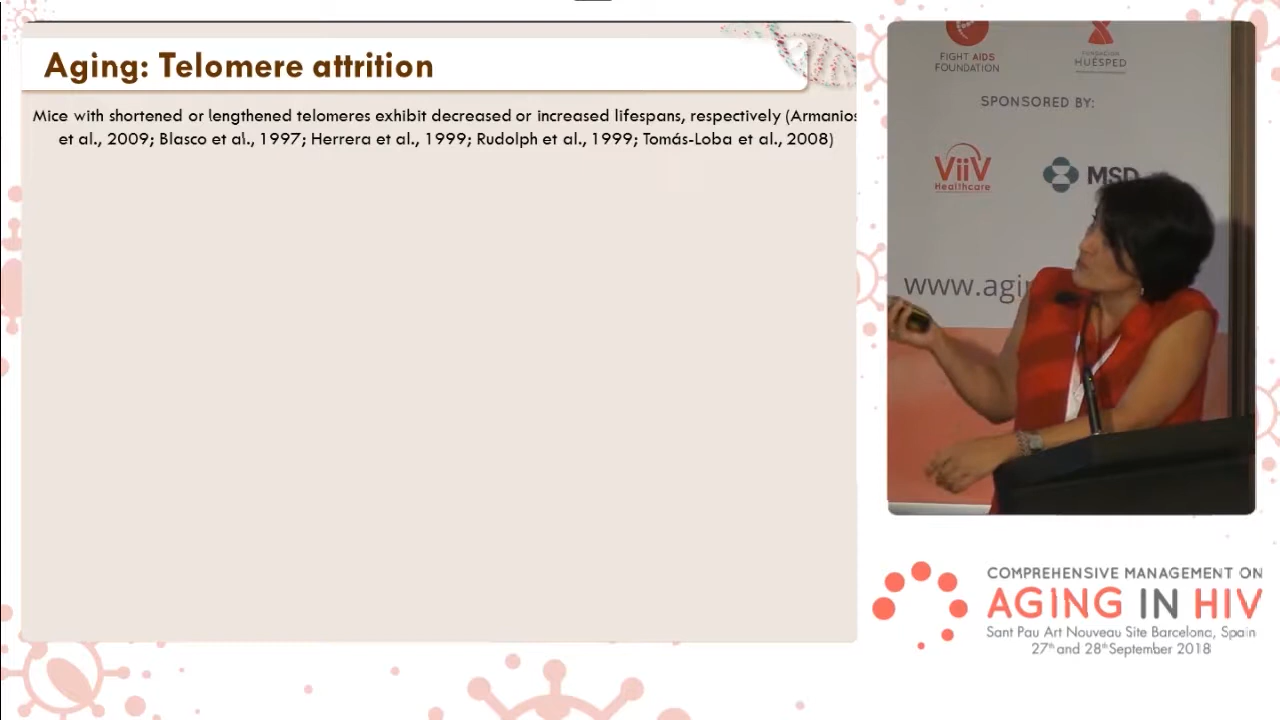 Aging: Telomere attrition
Mice with shortened or lengthened telomeres exhibit decreased or increased lifespans, respectively (Armanios
et al., 2009; Blasco et al., 1997; Herrera et al., 1999; Rudolph et al., 1999; Tomás-Loba et al., 2008)
FIGHT AIDS
FOUNDATION
FUNDACIÓN
HUÉSPED
SPONSORED BY:
ViiV
Healthcare
MSD
www.agi
COMPREHENSIVE MANAGEMENT ON
AGING IN HIV
Sant Pau Art Nouveau Site Barcelona, Spain
27th and 28th September 2018